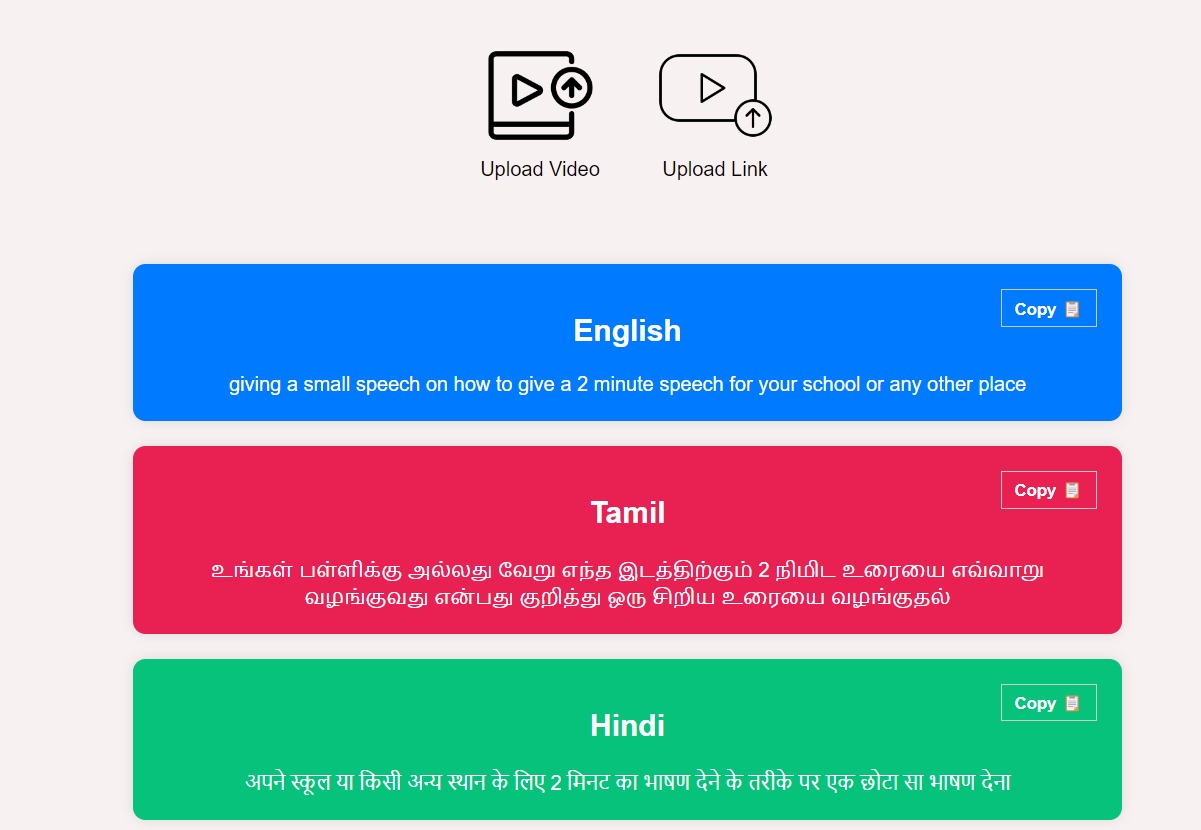 Upload Video
Upload Link
Copy
English
giving a small speech on how to give a 2 minute speech for your school or any other place
Copy
Tamil
உங்கள் பள்ளிக்கு அல்லது வேறு எந்த இடத்திற்கும் 2 நிமிட உரையை எவ்வாறு
வழங்குவது என்பது குறித்து ஒரு சிறிய உரையை வழங்குதல்
Copy
Hindi
अपने स्कूल या किसी अन्य स्थान के लिए 2 मिनट का भाषण देने के तरीके पर एक छोटा सा भाषण देना